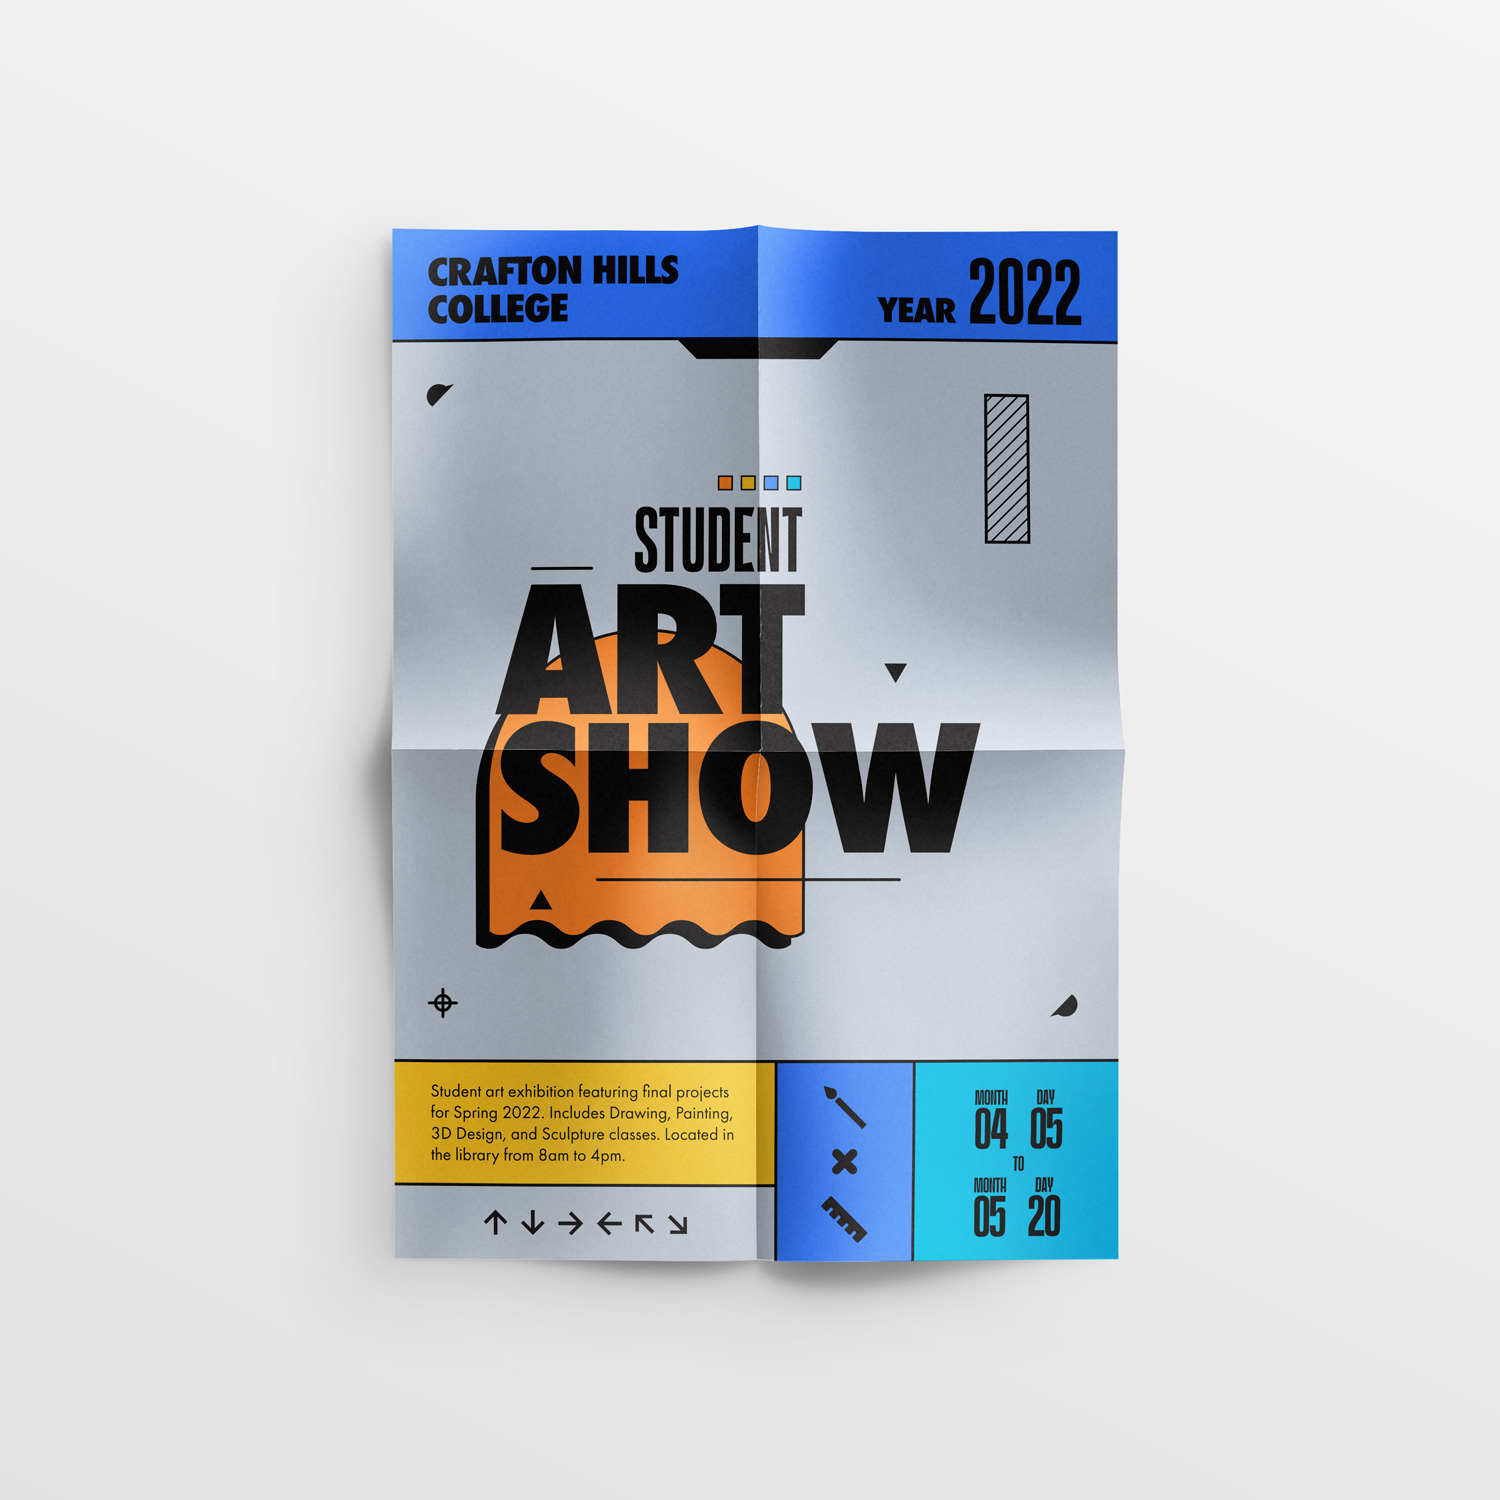 CRAFTON HILLS
COLLEGE
YEAR 2022
STUDENT
ART
SHOW
Student art exhibition featuring final projects
for Spring 2022. Includes Drawing, Painting,
3D Design, and Sculpture classes. Located in
the library from 8am to 4pm.
MONTH DAY
04 05
TO
MONTH DAY
05 20